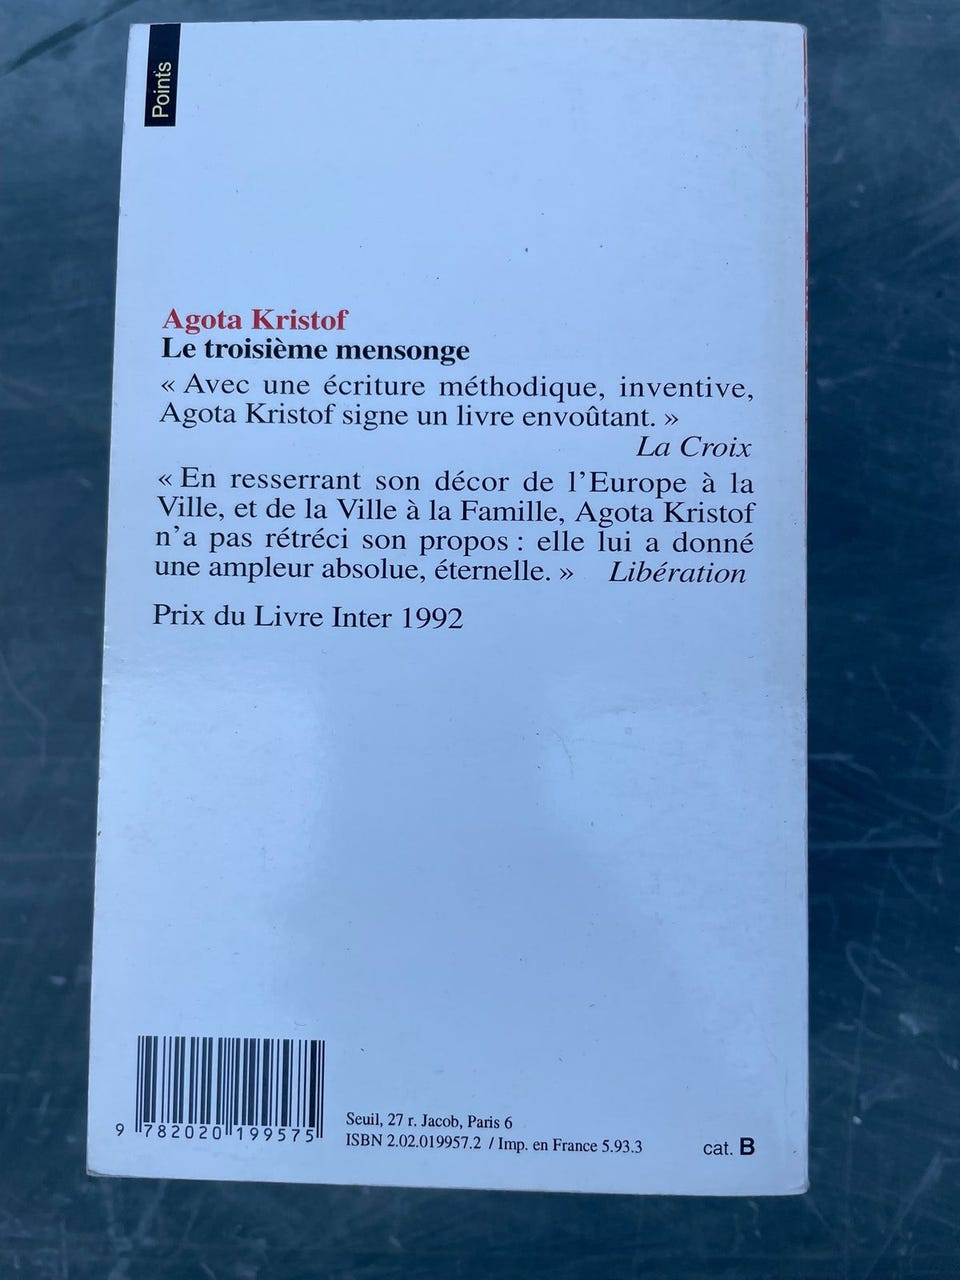 Points
Agota Kristof
Le troisième mensonge
« Avec une écriture méthodique, inventive,
Agota Kristof signe un livre envoûtant. »
La Croix
« En resserrant son décor de l'Europe à la
Ville, et de la Ville à la Famille, Agota Kristof
n'a pas rétréci son propos : elle lui a donné
une ampleur absolue, éternelle. » Libération
Prix du Livre Inter 1992
9 782020 199575
Seuil, 27 r. Jacob, Paris 6
ISBN 2.02.019957.2 / Imp. en France 5.93.3
cat. B